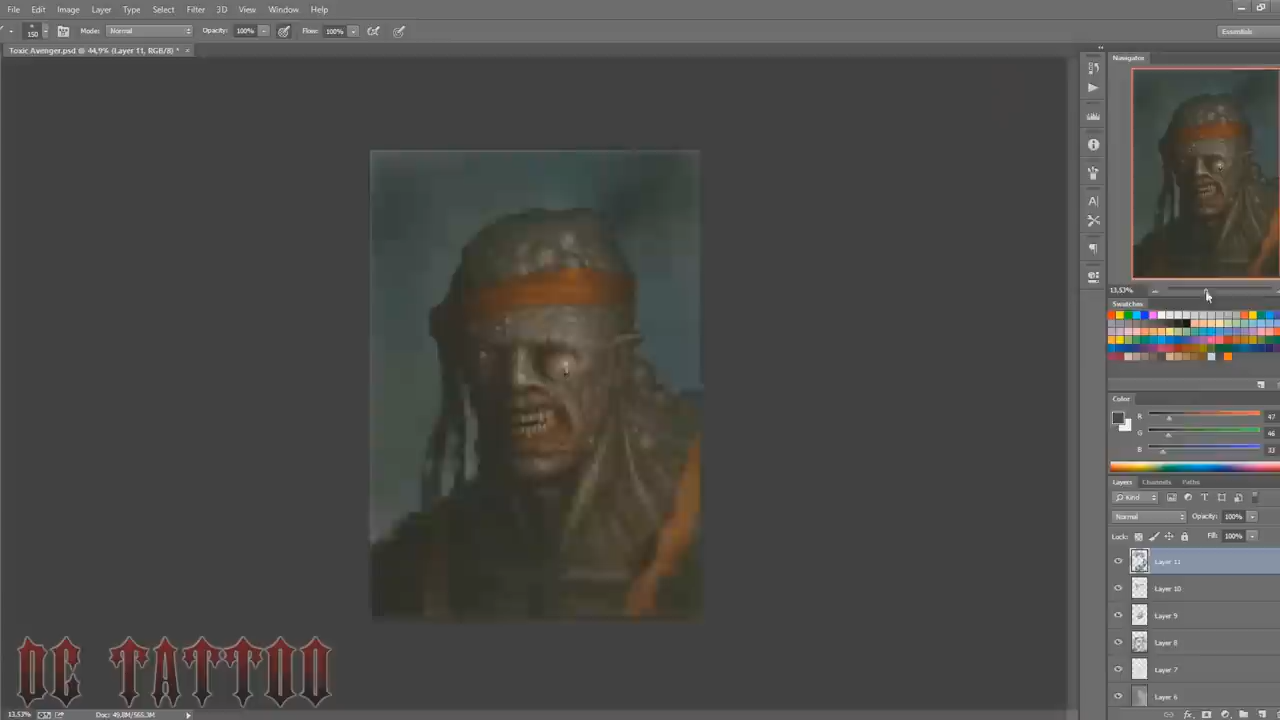 File Edit Image Layer Type Select Filter 3D View Window Help
150 Mode: Normal Opacity: 100% Flow: 100% Essentials
Toxic Avenger.psd @ 44,9% (Layer 11, RGB/8) * ×
Navigator
13,53%
Swatches
Color
R 47
G 46
B 33
Layers Channels Paths
Kind
Normal Opacity: 100%
Lock: Fill: 100%
Layer 11
Layer 10
Layer 9
Layer 8
Layer 7
Layer 6
DC TATTOO
13,53% Doc: 49,8M/565,3M